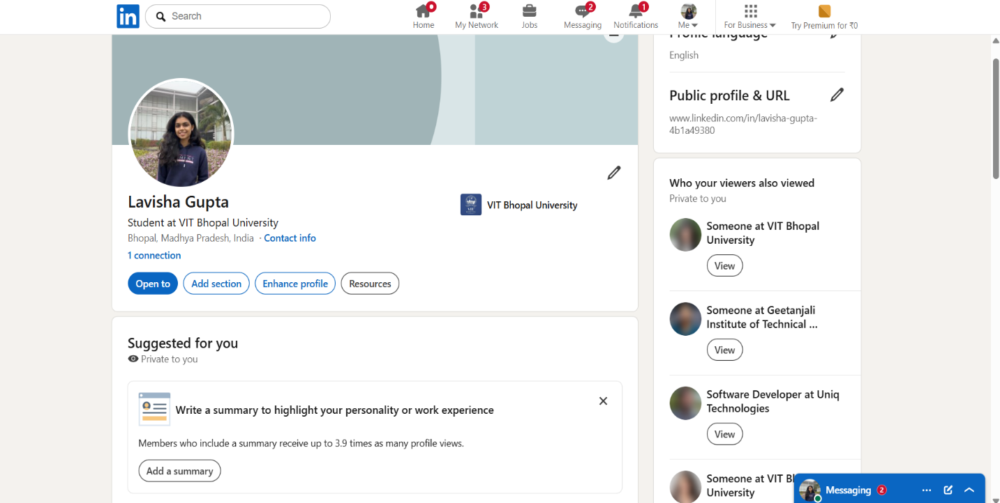 in
Search
Home
3
My Network
Jobs
2
Messaging
1
Notifications
Me
For Business
Try Premium for ₹0
Lavisha Gupta
Student at VIT Bhopal University
Bhopal, Madhya Pradesh, India · Contact info
1 connection
VIT Bhopal University
Open to
Add section
Enhance profile
Resources
Suggested for you
Private to you
Write a summary to highlight your personality or work experience
Members who include a summary receive up to 3.9 times as many profile views.
Add a summary
Profile language
English
Public profile & URL
www.linkedin.com/in/lavisha-gupta-
4b1a49380
Who your viewers also viewed
Private to you
Someone at VIT Bhopal
University
View
Someone at Geetanjali
Institute of Technical ...
View
Software Developer at Uniq
Technologies
View
Someone at VIT
University
Messaging 2